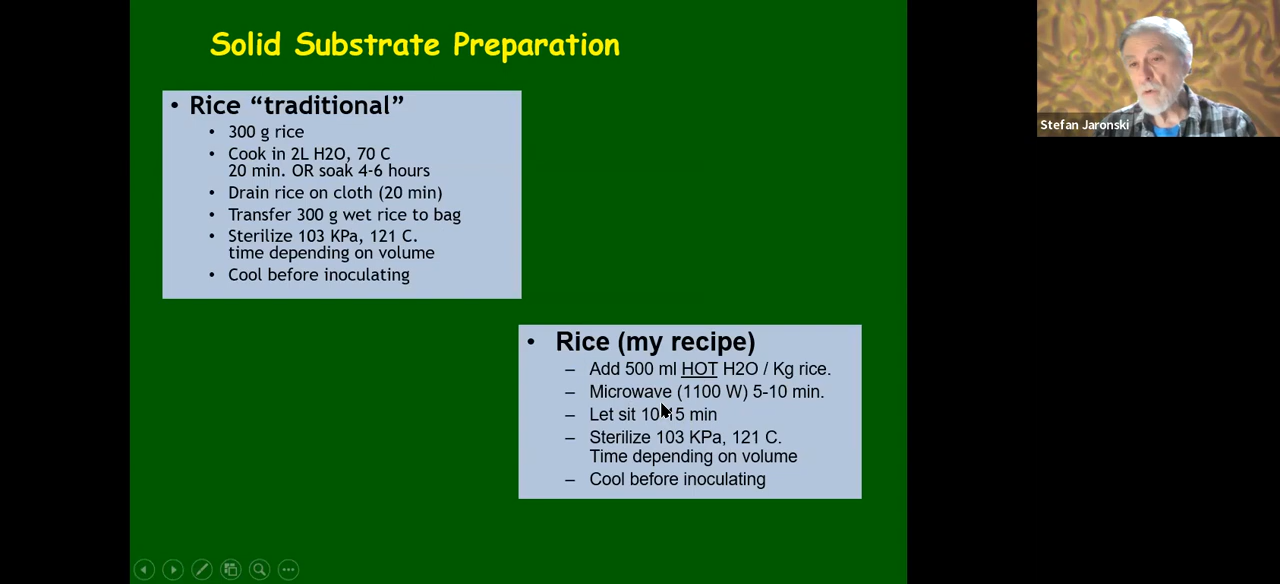 Solid Substrate Preparation
• Rice “traditional”
• 300 g rice
• Cook in 2L H2O, 70 C
20 min. OR soak 4-6 hours
• Drain rice on cloth (20 min)
• Transfer 300 g wet rice to bag
• Sterilize 103 KPa, 121 C.
time depending on volume
• Cool before inoculating
• Rice (my recipe)
– Add 500 ml HOT H2O / Kg rice.
– Microwave (1100 W) 5-10 min.
– Let sit 10-15 min
– Sterilize 103 KPa, 121 C.
Time depending on volume
– Cool before inoculating
Stefan Jaronski